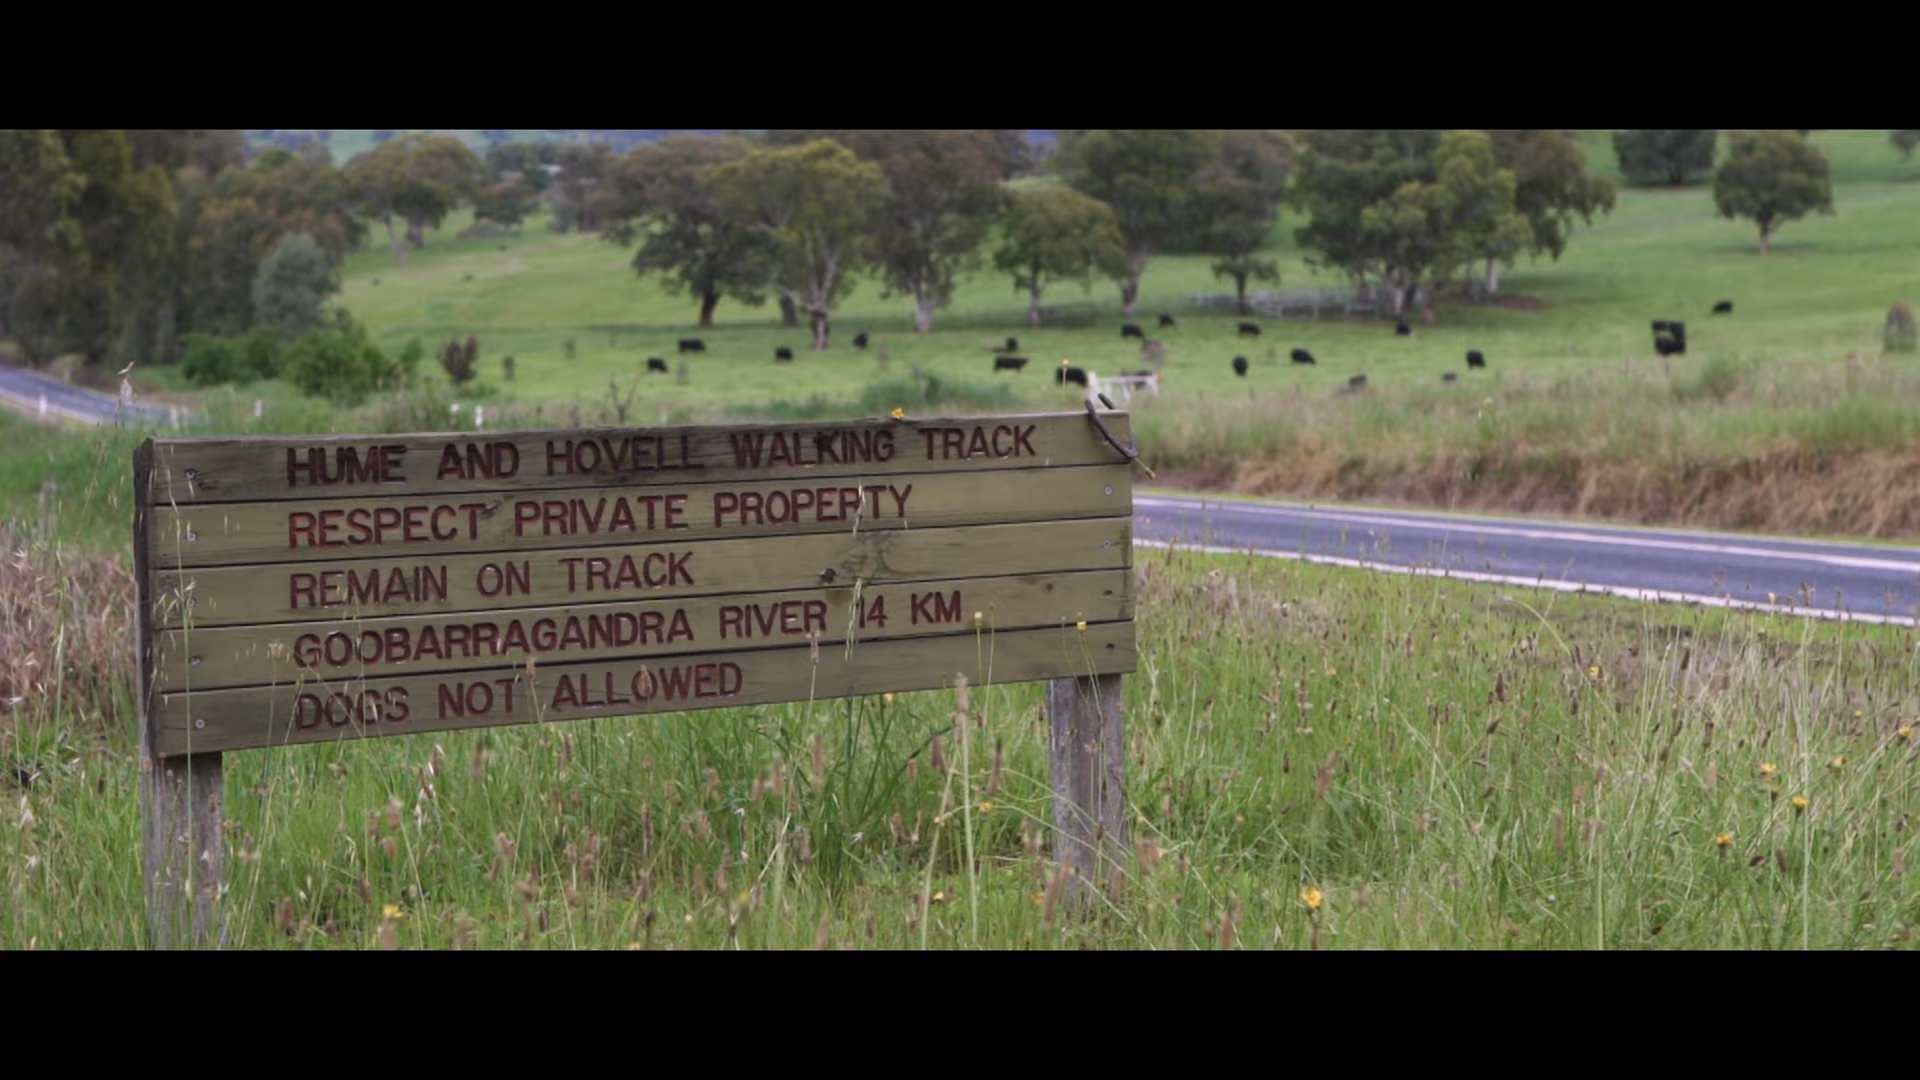 HUME AND HOVELL WALKING TRACK
RESPECT PRIVATE PROPERTY
REMAIN ON TRACK
GOOBARRAGANDRA RIVER 14 KM
DOGS NOT ALLOWED